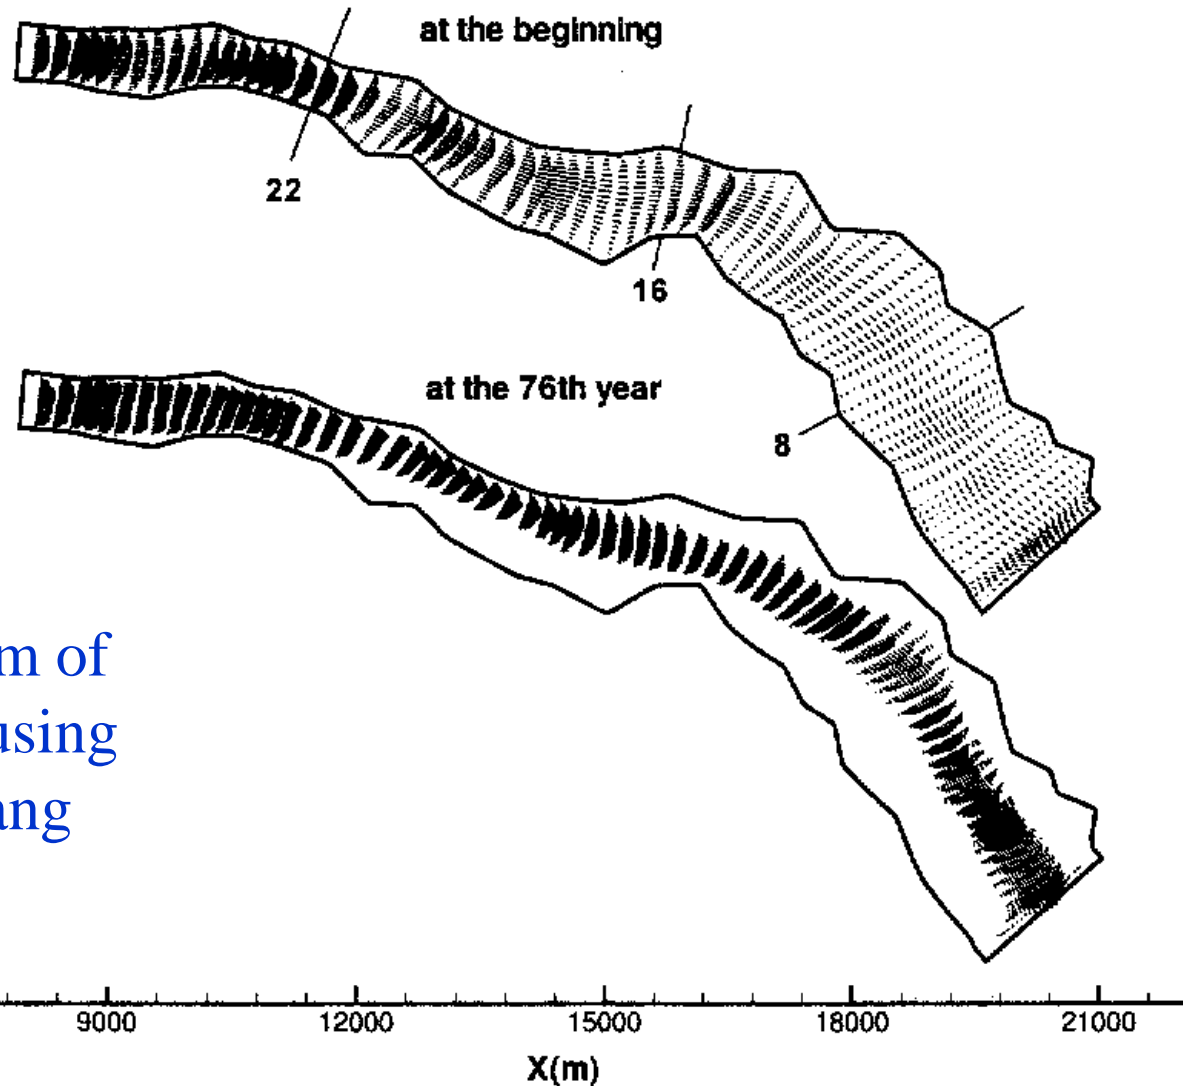 at the beginning
22
16
at the 76th year
8
m of
using
ang
9000 12000 15000 18000 21000
X(m)